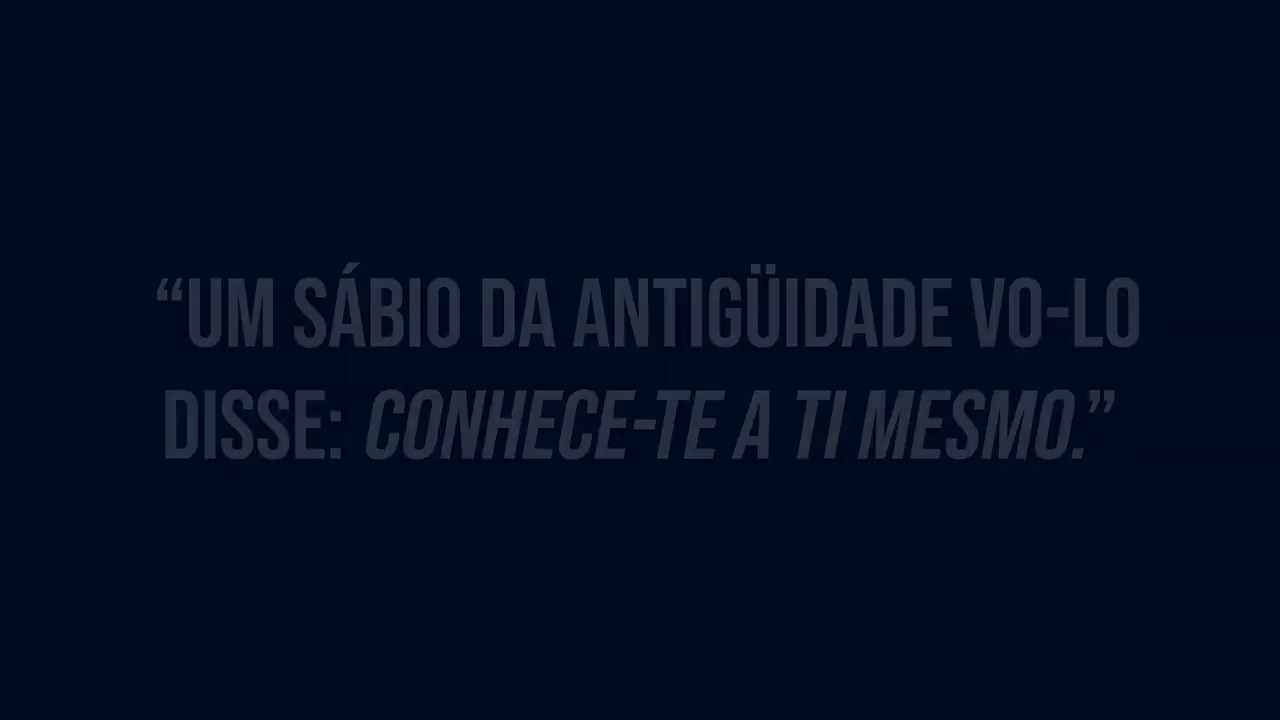 “UM SÁBIO DA ANTIGÜIDADE VO-LO
DISSE: CONHECE-TE A TI MESMO.”